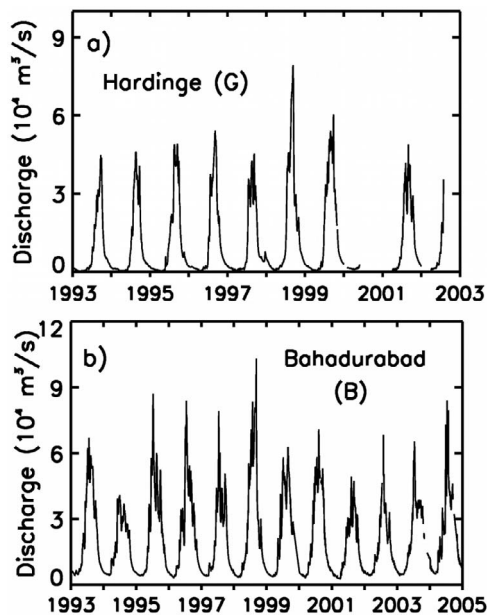 9
6
3
0
Discharge (10⁴ m³/s)
a)
Hardinge (G)
1993 1995 1997 1999 2001 2003
12
9
6
3
0
Discharge (10⁴ m³/s)
b)
Bahadurabad
(B)
1993 1995 1997 1999 2001 2003 2005